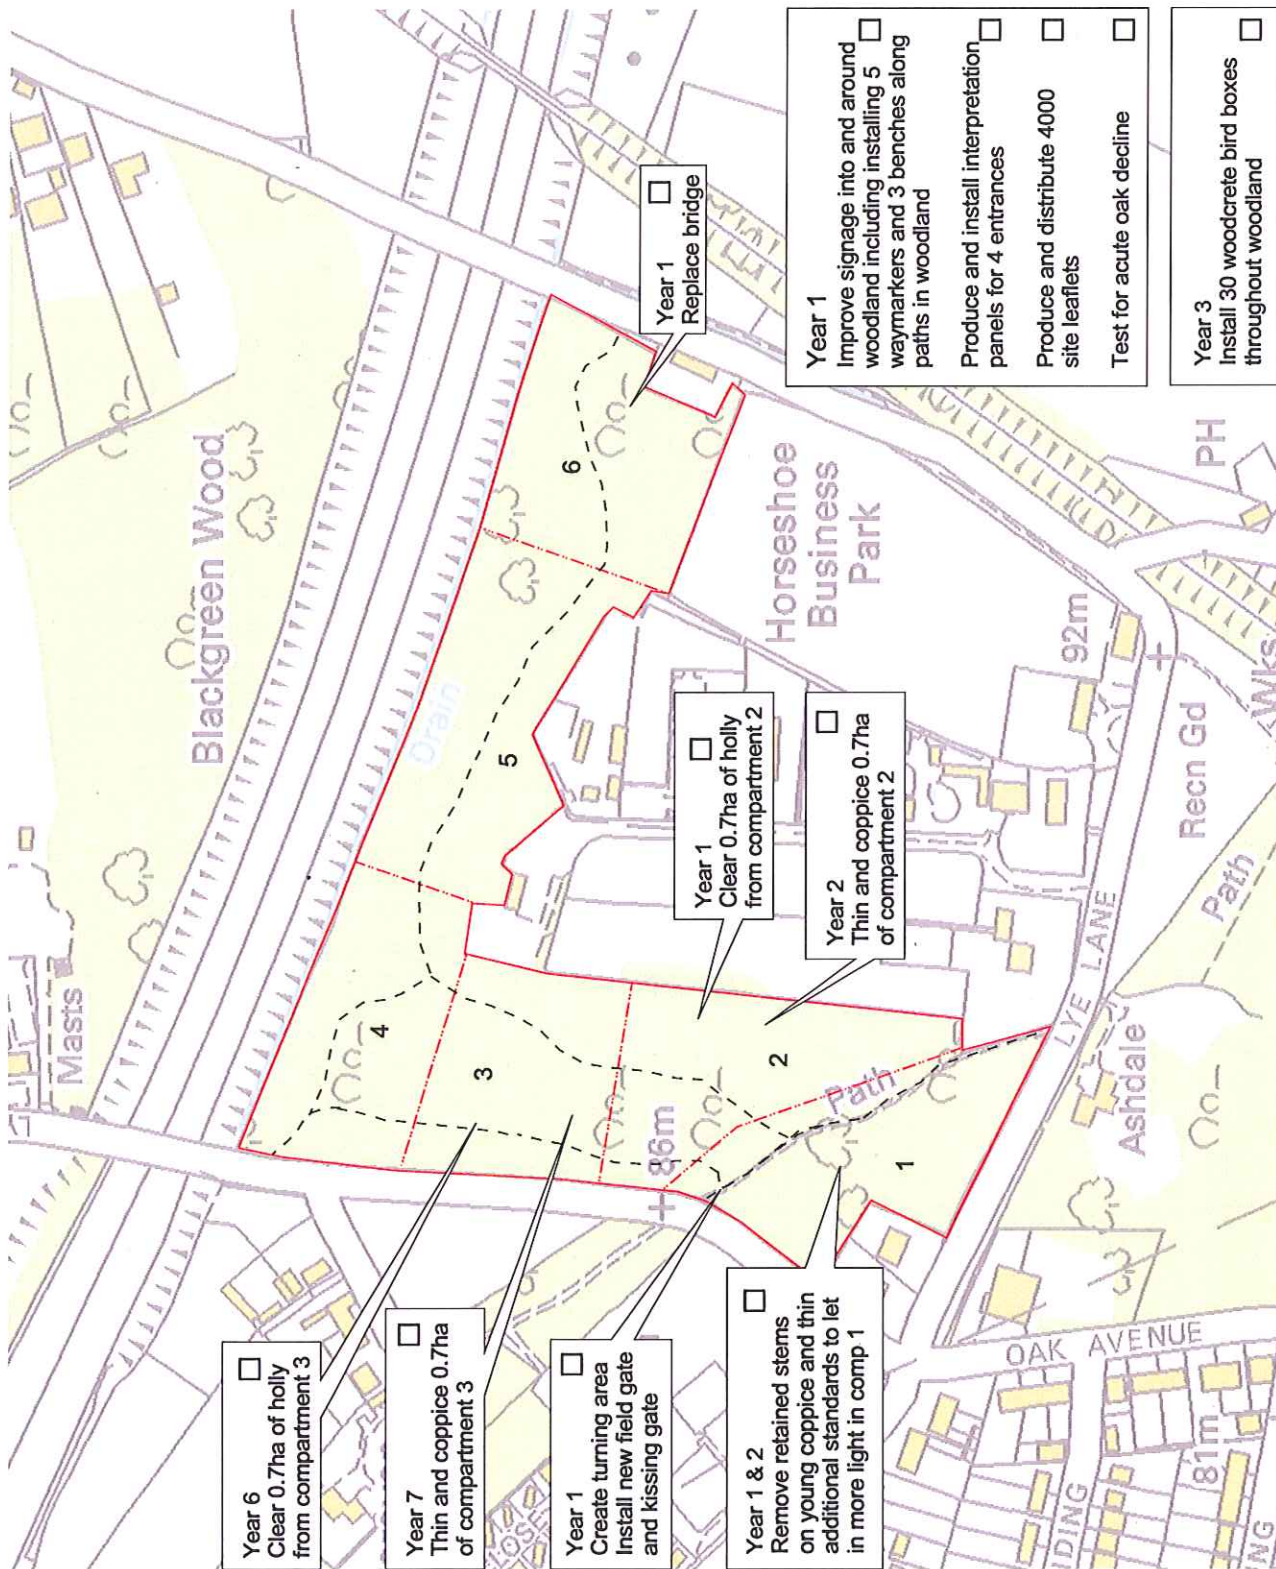 Year 6
Clear 0.7ha of holly
from compartment 3
Year 7
Thin and coppice 0.7ha
of compartment 3
Year 1
Create turning area
Install new field gate
and kissing gate
Year 1 & 2
Remove retained stems
on young coppice and thin
additional standards to let
in more light in comp 1
Masts
Blackgreen Wood
Drain
4
3
5
6
2
1
86m
Path
Year 1
Replace bridge
Year 1
Clear 0.7ha of holly
from compartment 2
Year 2
Thin and coppice 0.7ha
of compartment 2
Horseshoe
Business
Park
92m
PH
LYE LANE
Recn Gd
Wks
Path
Ashdale
OAK AVENUE
81m
LOSE
DING
NG
Year 1
Improve signage into and around
woodland including installing 5
waymarkers and 3 benches along
paths in woodland
Produce and install interpretation
panels for 4 entrances
Produce and distribute 4000
site leaflets
Test for acute oak decline
Year 3
Install 30 woodcrete bird boxes
throughout woodland